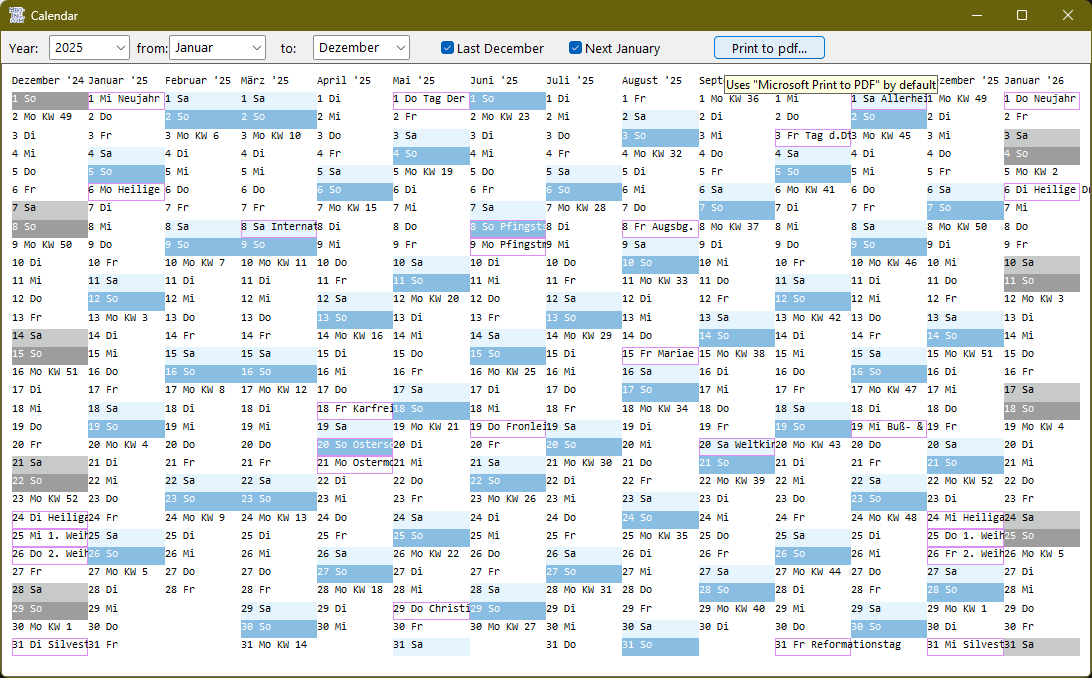 Calendar
Year: 2025 from: Januar to: Dezember Last December Next January Print to pdf...
Uses "Microsoft Print to PDF" by default
Dezember '24 Januar '25 Februar '25 März '25 April '25 Mai '25 Juni '25 Juli '25 August '25 Sept ezember '25 Januar '26
1 So 1 Mi Neujahr 1 Sa 1 Sa 1 Di 1 Do Tag Der 1 So 1 Di 1 Fr 1 Mo KW 36 1 Mi 1 Sa Allerhei 1 Mo KW 49 1 Do Neujahr
2 Mo KW 49 2 Do 2 So 2 So 2 Mi 2 Fr 2 Mo KW 23 2 Mi 2 Sa 2 Di 2 Do 2 So 2 Di 2 Fr
3 Di 3 Fr 3 Mo KW 6 3 Mo KW 10 3 Do 3 Sa 3 Di 3 Do 3 So 3 Mi 3 Fr Tag d.D 3 Mo KW 45 3 Mi 3 Sa
4 Mi 4 Sa 4 Di 4 Di 4 Fr 4 So 4 Mi 4 Fr 4 Mo KW 32 4 Do 4 Sa 4 Di 4 Do 4 So
5 Do 5 So 5 Mi 5 Mi 5 Sa 5 Mo KW 19 5 Do 5 Sa 5 Di 5 Fr 5 So 5 Mi 5 Fr 5 Mo KW 2
6 Fr 6 Mo Heilige 6 Do 6 Do 6 So 6 Di 6 Fr 6 So 6 Mi 6 Sa 6 Mo KW 41 6 Do 6 Sa 6 Di Heilige D
7 Sa 7 Di 7 Fr 7 Fr 7 Mo KW 15 7 Mi 7 Sa 7 Mo KW 28 7 Do 7 So 7 Di 7 Fr 7 So 7 Mi
8 So 8 Mi 8 Sa 8 Sa Internat 8 Di 8 Do 8 So Pfingsts 8 Di 8 Fr Augsbg. 8 Mo KW 37 8 Mi 8 Sa 8 Mo KW 50 8 Do
9 Mo KW 50 9 Do 9 So 9 So 9 Mi 9 Fr 9 Mo Pfingstm 9 Mi 9 Sa 9 Di 9 Do 9 So 9 Di 9 Fr
10 Di 10 Fr 10 Mo KW 7 10 Mo KW 11 10 Do 10 Sa 10 Di 10 Do 10 So 10 Mi 10 Fr 10 Mo KW 46 10 Mi 10 Sa
11 Mi 11 Sa 11 Di 11 Di 11 Fr 11 So 11 Mi 11 Fr 11 Mo KW 33 11 Do 11 Sa 11 Di 11 Do 11 So
12 Do 12 So 12 Mi 12 Mi 12 Sa 12 Mo KW 20 12 Do 12 Sa 12 Di 12 Fr 12 So 12 Mi 12 Fr 12 Mo KW 3
13 Fr 13 Mo KW 3 13 Do 13 Do 13 So 13 Di 13 Fr 13 So 13 Mi 13 Sa 13 Mo KW 42 13 Do 13 Sa 13 Di
14 Sa 14 Di 14 Fr 14 Fr 14 Mo KW 16 14 Mi 14 Sa 14 Mo KW 29 14 Do 14 So 14 Di 14 Fr 14 So 14 Mi
15 So 15 Mi 15 Sa 15 Sa 15 Di 15 Do 15 So 15 Di 15 Fr Mariae 15 Mo KW 38 15 Mi 15 Sa 15 Mo KW 51 15 Do
16 Mo KW 51 16 Do 16 So 16 So 16 Mi 16 Fr 16 Mo KW 25 16 Mi 16 Sa 16 Di 16 Do 16 So 16 Di 16 Fr
17 Di 17 Fr 17 Mo KW 8 17 Mo KW 12 17 Do 17 Sa 17 Di 17 Do 17 So 17 Mi 17 Fr 17 Mo KW 47 17 Mi 17 Sa
18 Mi 18 Sa 18 Di 18 Di 18 Fr Karfrei 18 So 18 Mi 18 Fr 18 Mo KW 34 18 Do 18 Sa 18 Di 18 Do 18 So
19 Do 19 So 19 Mi 19 Mi 19 Sa 19 Mo KW 21 19 Do Fronlei 19 Sa 19 Di 19 Fr 19 So 19 Mi Buß- & 19 Fr 19 Mo KW 4
20 Fr 20 Mo KW 4 20 Do 20 Do 20 So Osterso 20 Di 20 Fr 20 So 20 Mi 20 Sa Weltkin 20 Mo KW 43 20 Do 20 Sa 20 Di
21 Sa 21 Di 21 Fr 21 Fr 21 Mo Ostermo 21 Mi 21 Sa 21 Mo KW 30 21 Do 21 So 21 Di 21 Fr 21 So 21 Mi
22 So 22 Mi 22 Sa 22 Sa 22 Di 22 Do 22 So 22 Di 22 Fr 22 Mo KW 39 22 Mi 22 Sa 22 Mo KW 52 22 Do
23 Mo KW 52 23 Do 23 So 23 So 23 Mi 23 Fr 23 Mo KW 26 23 Mi 23 Sa 23 Di 23 Do 23 So 23 Di 23 Fr
24 Di Heiliga 24 Fr 24 Mo KW 9 24 Mo KW 13 24 Do 24 Sa 24 Di 24 Do 24 So 24 Mi 24 Fr 24 Mo KW 48 24 Mi Heiliga 24 Sa
25 Mi 1. Weih 25 Sa 25 Di 25 Di 25 Fr 25 So 25 Mi 25 Fr 25 Mo KW 35 25 Do 25 Sa 25 Di 25 Do 1. Weih 25 So
26 Do 2. Weih 26 So 26 Mi 26 Mi 26 Sa 26 Mo KW 22 26 Do 26 Sa 26 Di 26 Fr 26 So 26 Mi 26 Fr 2. Weih 26 Mo KW 5
27 Fr 27 Mo KW 5 27 Do 27 Do 27 So 27 Di 27 Fr 27 So 27 Mi 27 Sa 27 Mo KW 44 27 Do 27 Sa 27 Di
28 Sa 28 Di 28 Fr 28 Fr 28 Mo KW 18 28 Mi 28 Sa 28 Mo KW 31 28 Do 28 So 28 Di 28 Fr 28 So 28 Mi
29 So 29 Mi 29 Sa 29 Di 29 Do Christi 29 So 29 Di 29 Fr 29 Mo KW 40 29 Mi 29 Sa 29 Mo KW 1 29 Do
30 Mo KW 1 30 Do 30 So 30 Mi 30 Fr 30 Mo KW 27 30 Mi 30 Sa 30 Di 30 Do 30 So 30 Di 30 Fr
31 Di Silvest 31 Fr 31 Mo KW 14 31 Sa 31 Do 31 So 31 Fr Reformationstag 31 Mi Silvest 31 Sa